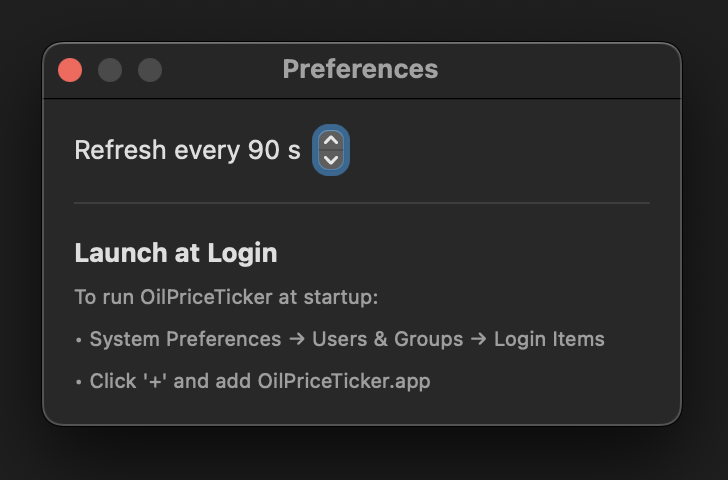 Preferences
Refresh every 90 s
Launch at Login
To run OilPriceTicker at startup:
• System Preferences → Users & Groups → Login Items
• Click '+' and add OilPriceTicker.app